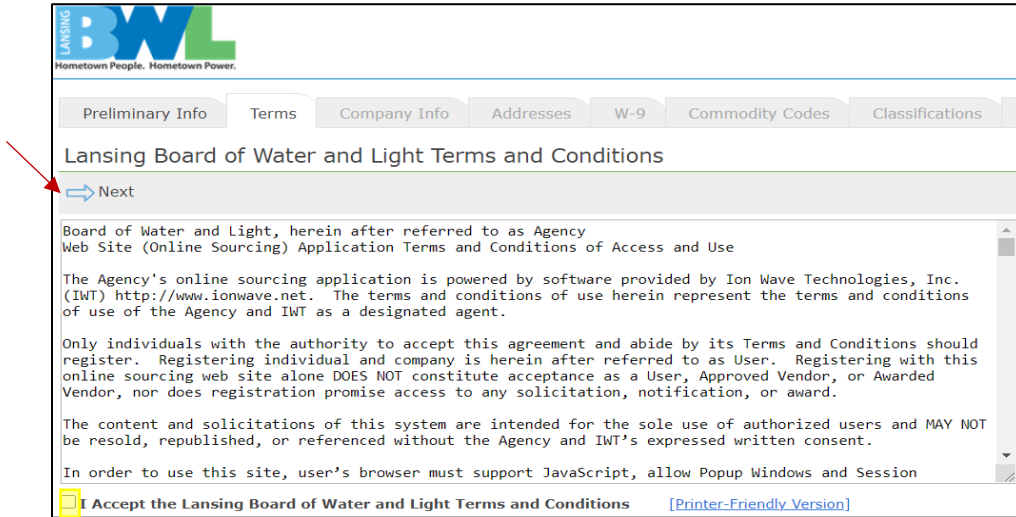 LANSING
BWL
Hometown People. Hometown Power.
Preliminary Info Terms Company Info Addresses W-9 Commodity Codes Classifications
Lansing Board of Water and Light Terms and Conditions
Next
Board of Water and Light, herein after referred to as Agency
Web Site (Online Sourcing) Application Terms and Conditions of Access and Use
The Agency's online sourcing application is powered by software provided by Ion Wave Technologies, Inc.
(IWT) http://www.ionwave.net. The terms and conditions of use herein represent the terms and conditions
of use of the Agency and IWT as a designated agent.
Only individuals with the authority to accept this agreement and abide by its Terms and Conditions should
register. Registering individual and company is herein after referred to as User. Registering with this
online sourcing web site alone DOES NOT constitute acceptance as a User, Approved Vendor, or Awarded
Vendor, nor does registration promise access to any solicitation, notification, or award.
The content and solicitations of this system are intended for the sole use of authorized users and MAY NOT
be resold, republished, or referenced without the Agency and IWT’s expressed written consent.
In order to use this site, user’s browser must support JavaScript, allow Popup Windows and Session
I Accept the Lansing Board of Water and Light Terms and Conditions [Printer-Friendly Version]